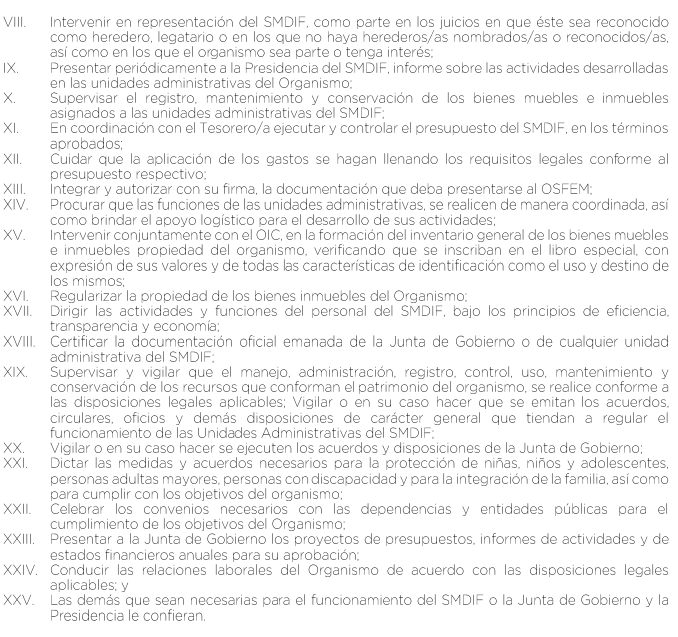 VIII. Intervenir en representación del SMDIF, como parte en los juicios en que éste sea reconocido
como heredero, legatario o en los que no haya herederos/as nombrados/as o reconocidos/as,
así como en los que el organismo sea parte o tenga interés;
IX. Presentar periódicamente a la Presidencia del SMDIF, informe sobre las actividades desarrolladas
en las unidades administrativas del Organismo;
X. Supervisar el registro, mantenimiento y conservación de los bienes muebles e inmuebles
asignados a las unidades administrativas del SMDIF;
XI. En coordinación con el Tesorero/a ejecutar y controlar el presupuesto del SMDIF, en los términos
aprobados;
XII. Cuidar que la aplicación de los gastos se hagan llenando los requisitos legales conforme al
presupuesto respectivo;
XIII. Integrar y autorizar con su firma, la documentación que deba presentarse al OSFEM;
XIV. Procurar que las funciones de las unidades administrativas, se realicen de manera coordinada, así
como brindar el apoyo logístico para el desarrollo de sus actividades;
XV. Intervenir conjuntamente con el OIC, en la formación del inventario general de los bienes muebles
e inmuebles propiedad del organismo, verificando que se inscriban en el libro especial, con
expresión de sus valores y de todas las características de identificación como el uso y destino de
los mismos;
XVI. Regularizar la propiedad de los bienes inmuebles del Organismo;
XVII. Dirigir las actividades y funciones del personal del SMDIF, bajo los principios de eficiencia,
transparencia y economía;
XVIII. Certificar la documentación oficial emanada de la Junta de Gobierno o de cualquier unidad
administrativa del SMDIF;
XIX. Supervisar y vigilar que el manejo, administración, registro, control, uso, mantenimiento y
conservación de los recursos que conforman el patrimonio del organismo, se realice conforme a
las disposiciones legales aplicables; Vigilar o en su caso hacer que se emitan los acuerdos,
circulares, oficios y demás disposiciones de carácter general que tiendan a regular el
funcionamiento de las Unidades Administrativas del SMDIF;
XX. Vigilar o en su caso hacer se ejecuten los acuerdos y disposiciones de la Junta de Gobierno;
XXI. Dictar las medidas y acuerdos necesarios para la protección de niñas, niños y adolescentes,
personas adultas mayores, personas con discapacidad y para la integración de la familia, así como
para cumplir con los objetivos del organismo;
XXII. Celebrar los convenios necesarios con las dependencias y entidades públicas para el
cumplimiento de los objetivos del Organismo;
XXIII. Presentar a la Junta de Gobierno los proyectos de presupuestos, informes de actividades y de
estados financieros anuales para su aprobación;
XXIV. Conducir las relaciones laborales del Organismo de acuerdo con las disposiciones legales
aplicables; y
XXV. Las demás que sean necesarias para el funcionamiento del SMDIF o la Junta de Gobierno y la
Presidencia le confieran.